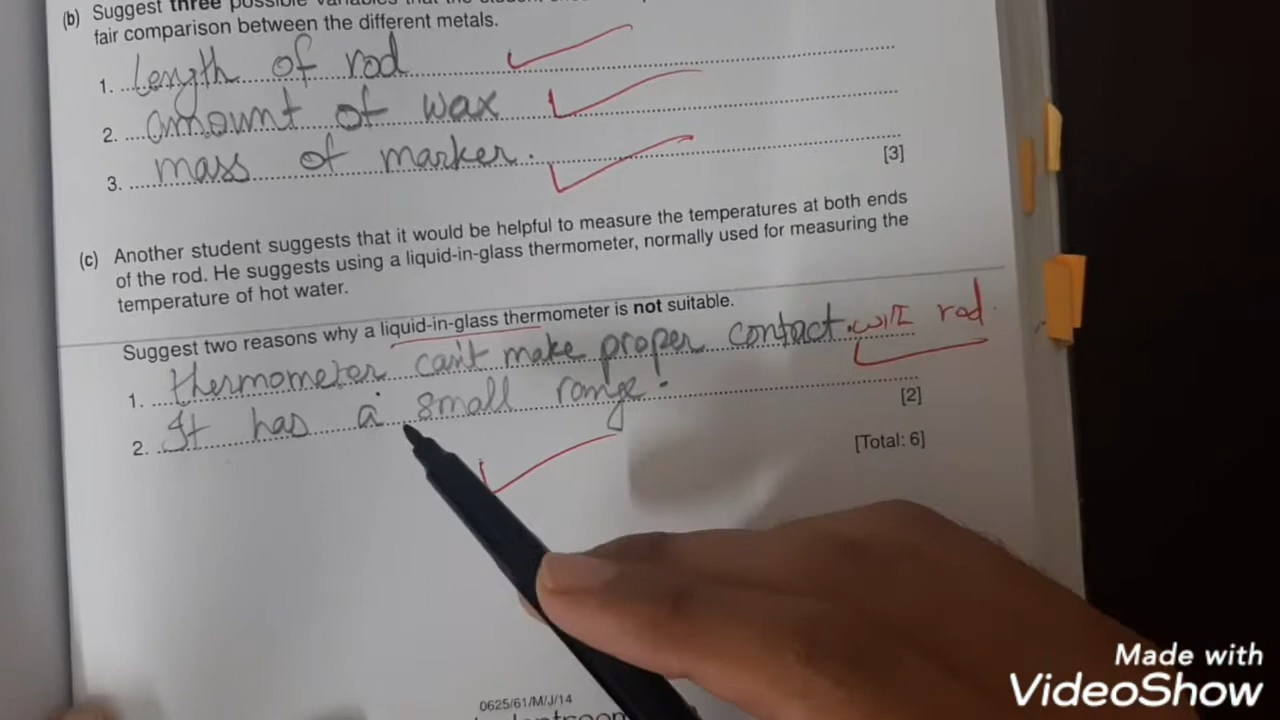 (b) Suggest three possible variables that the student
fair comparison between the different metals.
1. Length of rod
2. amount of wax
3. mass of marker.
[3]
(c) Another student suggests that it would be helpful to measure the temperatures at both ends
of the rod. He suggests using a liquid-in-glass thermometer, normally used for measuring the
temperature of hot water.
Suggest two reasons why a liquid-in-glass thermometer is not suitable.
1. thermometer can't make proper contact. with rod.
2. It has a small range.
[2]
[Total: 6]
0625/61/M/J/14
Made with
VideoShow